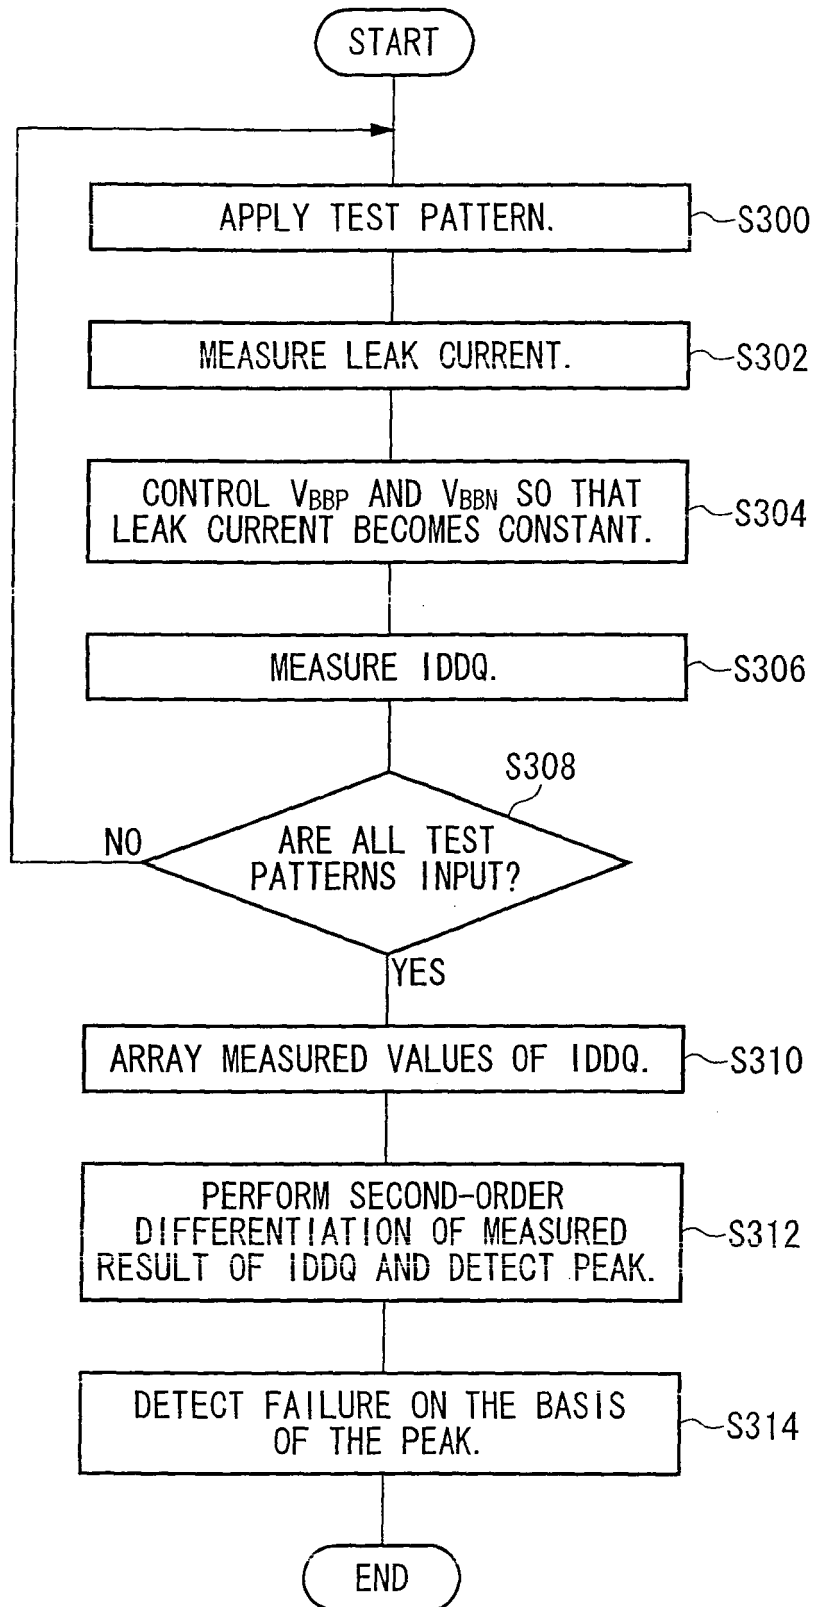 START
APPLY TEST PATTERN.
S300
MEASURE LEAK CURRENT.
S302
CONTROL VBBP AND VBBN SO THAT
LEAK CURRENT BECOMES CONSTANT.
S304
MEASURE IDDQ.
S306
S308
NO
ARE ALL TEST
PATTERNS INPUT?
YES
ARRAY MEASURED VALUES OF IDDQ.
S310
PERFORM SECOND-ORDER
DIFFERENTIATION OF MEASURED
RESULT OF IDDQ AND DETECT PEAK.
S312
DETECT FAILURE ON THE BASIS
OF THE PEAK.
S314
END